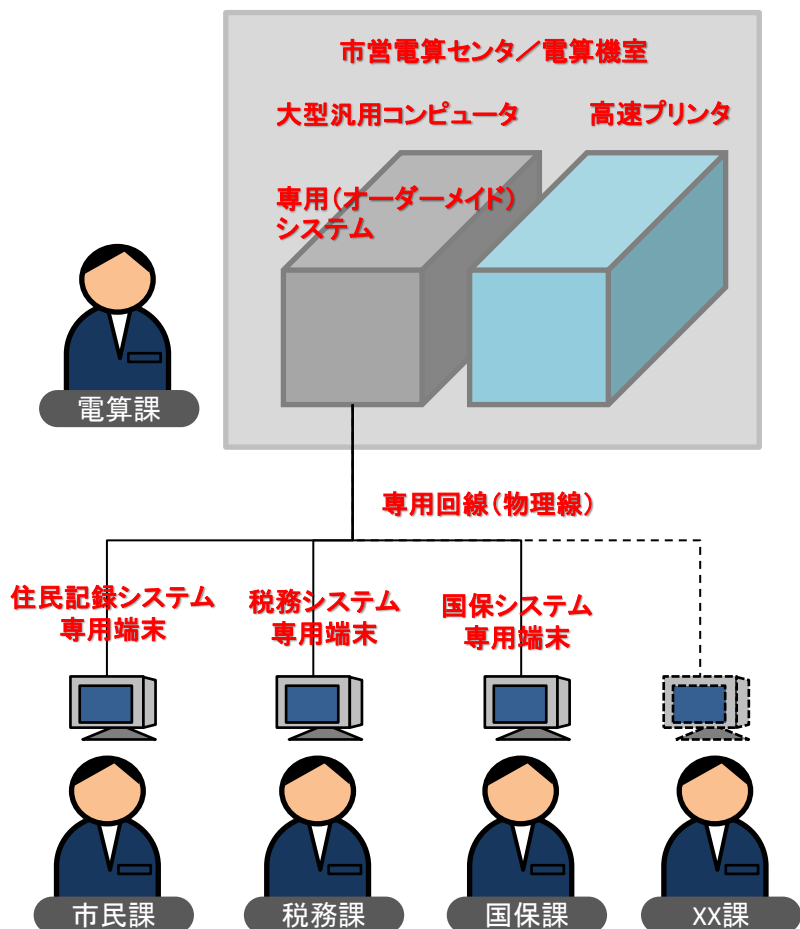 市営電算センタ／電算機室
大型汎用コンピュータ
高速プリンタ
専用（オーダーメイド）
システム
電算課
専用回線（物理線）
住民記録システム
専用端末
税務システム
専用端末
国保システム
専用端末
市民課
税務課
国保課
XX課